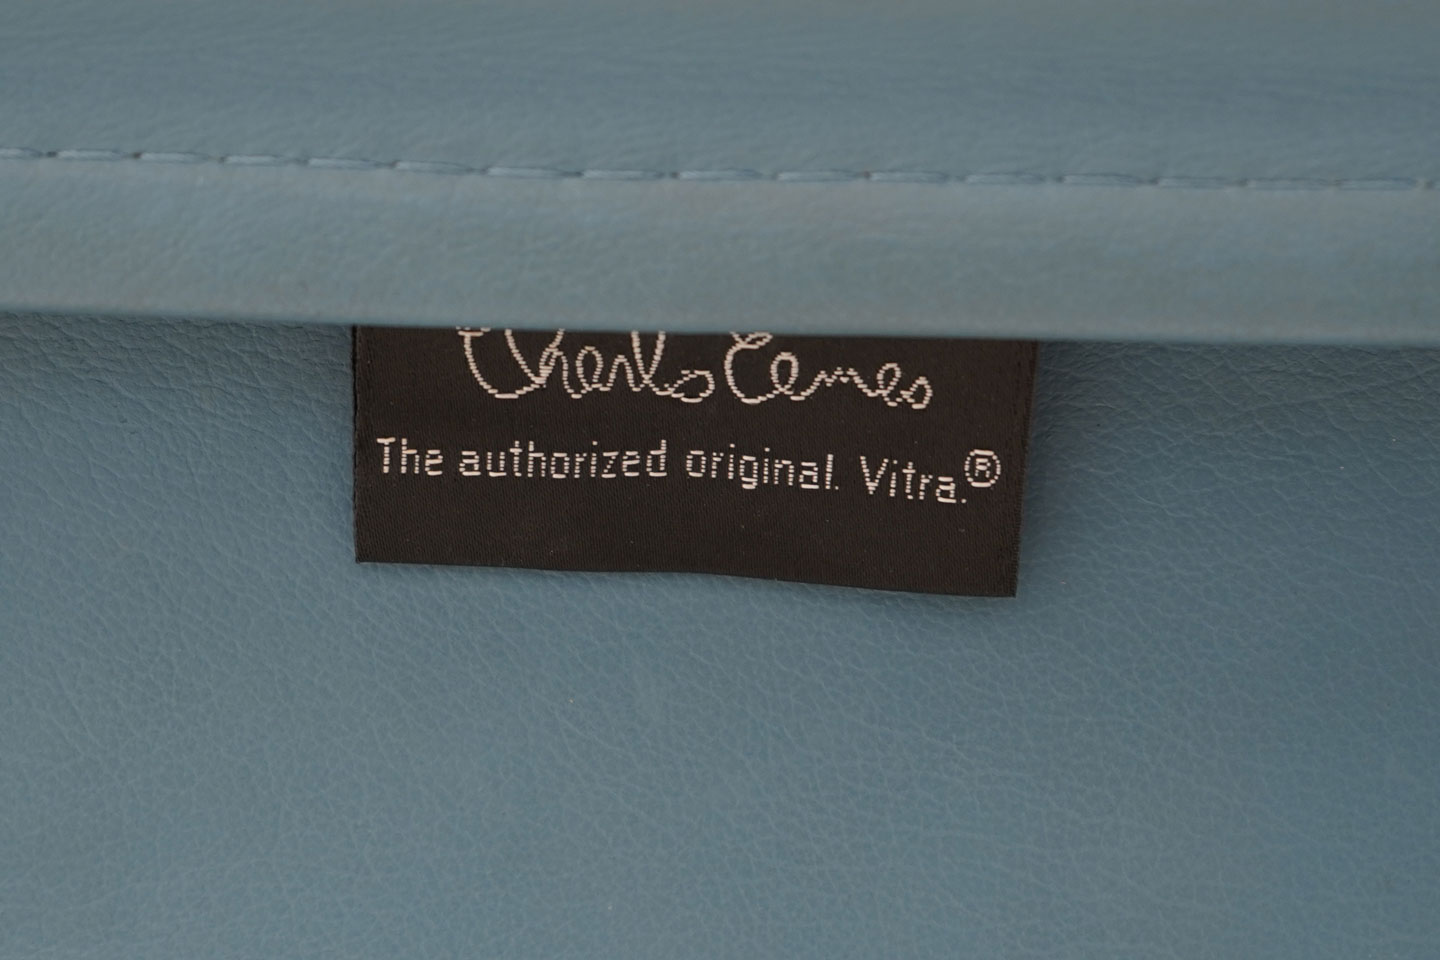 Charles Eames
The authorized original. Vitra.®